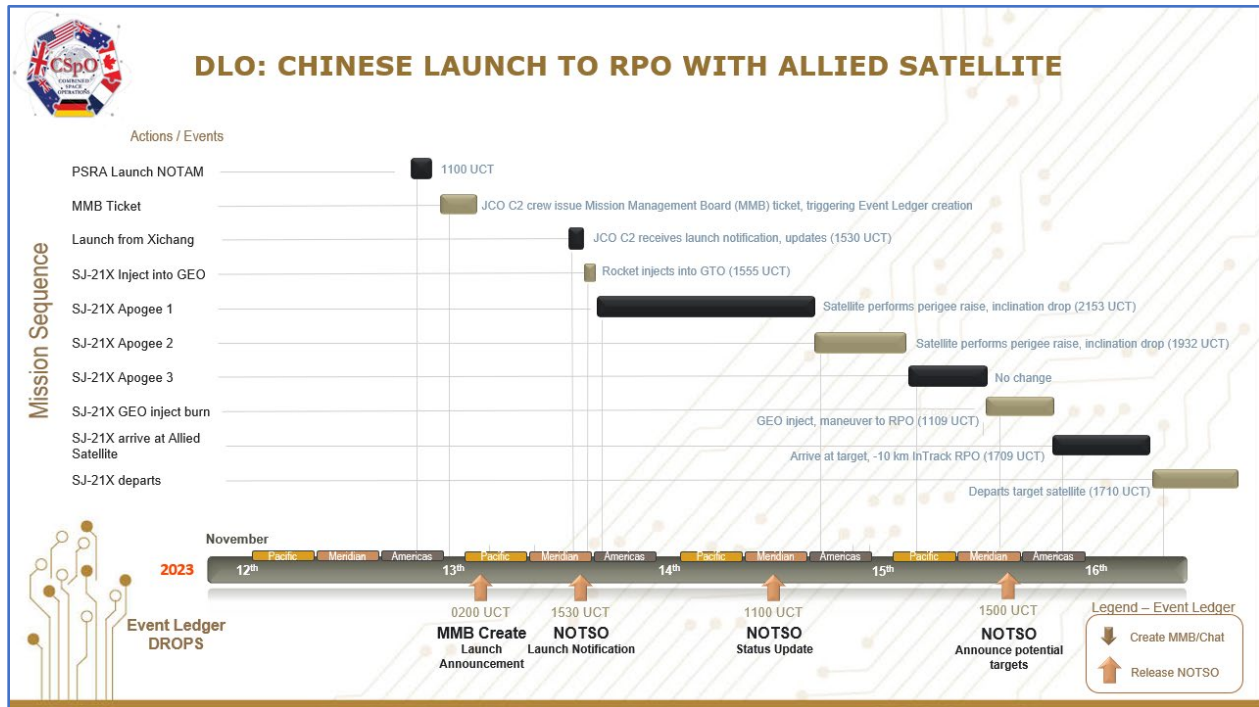 CSpO
COMBINED
SPACE
OPERATIONS
DLO: CHINESE LAUNCH TO RPO WITH ALLIED SATELLITE
Actions / Events
Mission Sequence
PSRA Launch NOTAM
1100 UCT
MMB Ticket
JCO C2 crew issue Mission Management Board (MMB) ticket, triggering Event Ledger creation
Launch from Xichang
JCO C2 receives launch notification, updates (1530 UCT)
SJ-21X Inject into GEO
Rocket injects into GTO (1555 UCT)
SJ-21X Apogee 1
Satellite performs perigee raise, inclination drop (2153 UCT)
SJ-21X Apogee 2
Satellite performs perigee raise, inclination drop (1932 UCT)
SJ-21X Apogee 3
No change
SJ-21X GEO inject burn
GEO inject, maneuver to RPO (1109 UCT)
SJ-21X arrive at Allied
Satellite
Arrive at target, -10 km InTrack RPO (1709 UCT)
SJ-21X departs
Departs target satellite (1710 UCT)
November
Pacific Meridian Americas Pacific Meridian Americas Pacific Meridian Americas Pacific Meridian Americas
2023
12th 13th 14th 15th 16th
Event Ledger
DROPS
0200 UCT
MMB Create
Launch
Announcement
1530 UCT
NOTSO
Launch Notification
1100 UCT
NOTSO
Status Update
1500 UCT
NOTSO
Announce potential
targets
Legend – Event Ledger
Create MMB/Chat
Release NOTSO